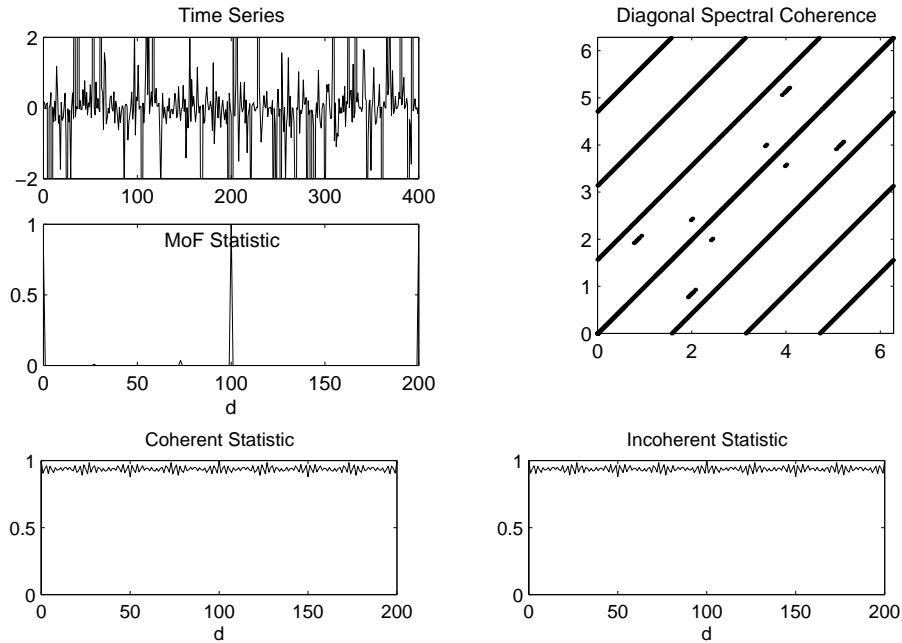 Time Series
2
0
−2
0 100 200 300 400
Diagonal Spectral Coherence
6
5
4
3
2
1
0
0 2 4 6
MoF Statistic
1
0.5
0
0 50 100 150 200
d
Coherent Statistic
1
0.5
0
0 50 100 150 200
d
Incoherent Statistic
1
0.5
0
0 50 100 150 200
d